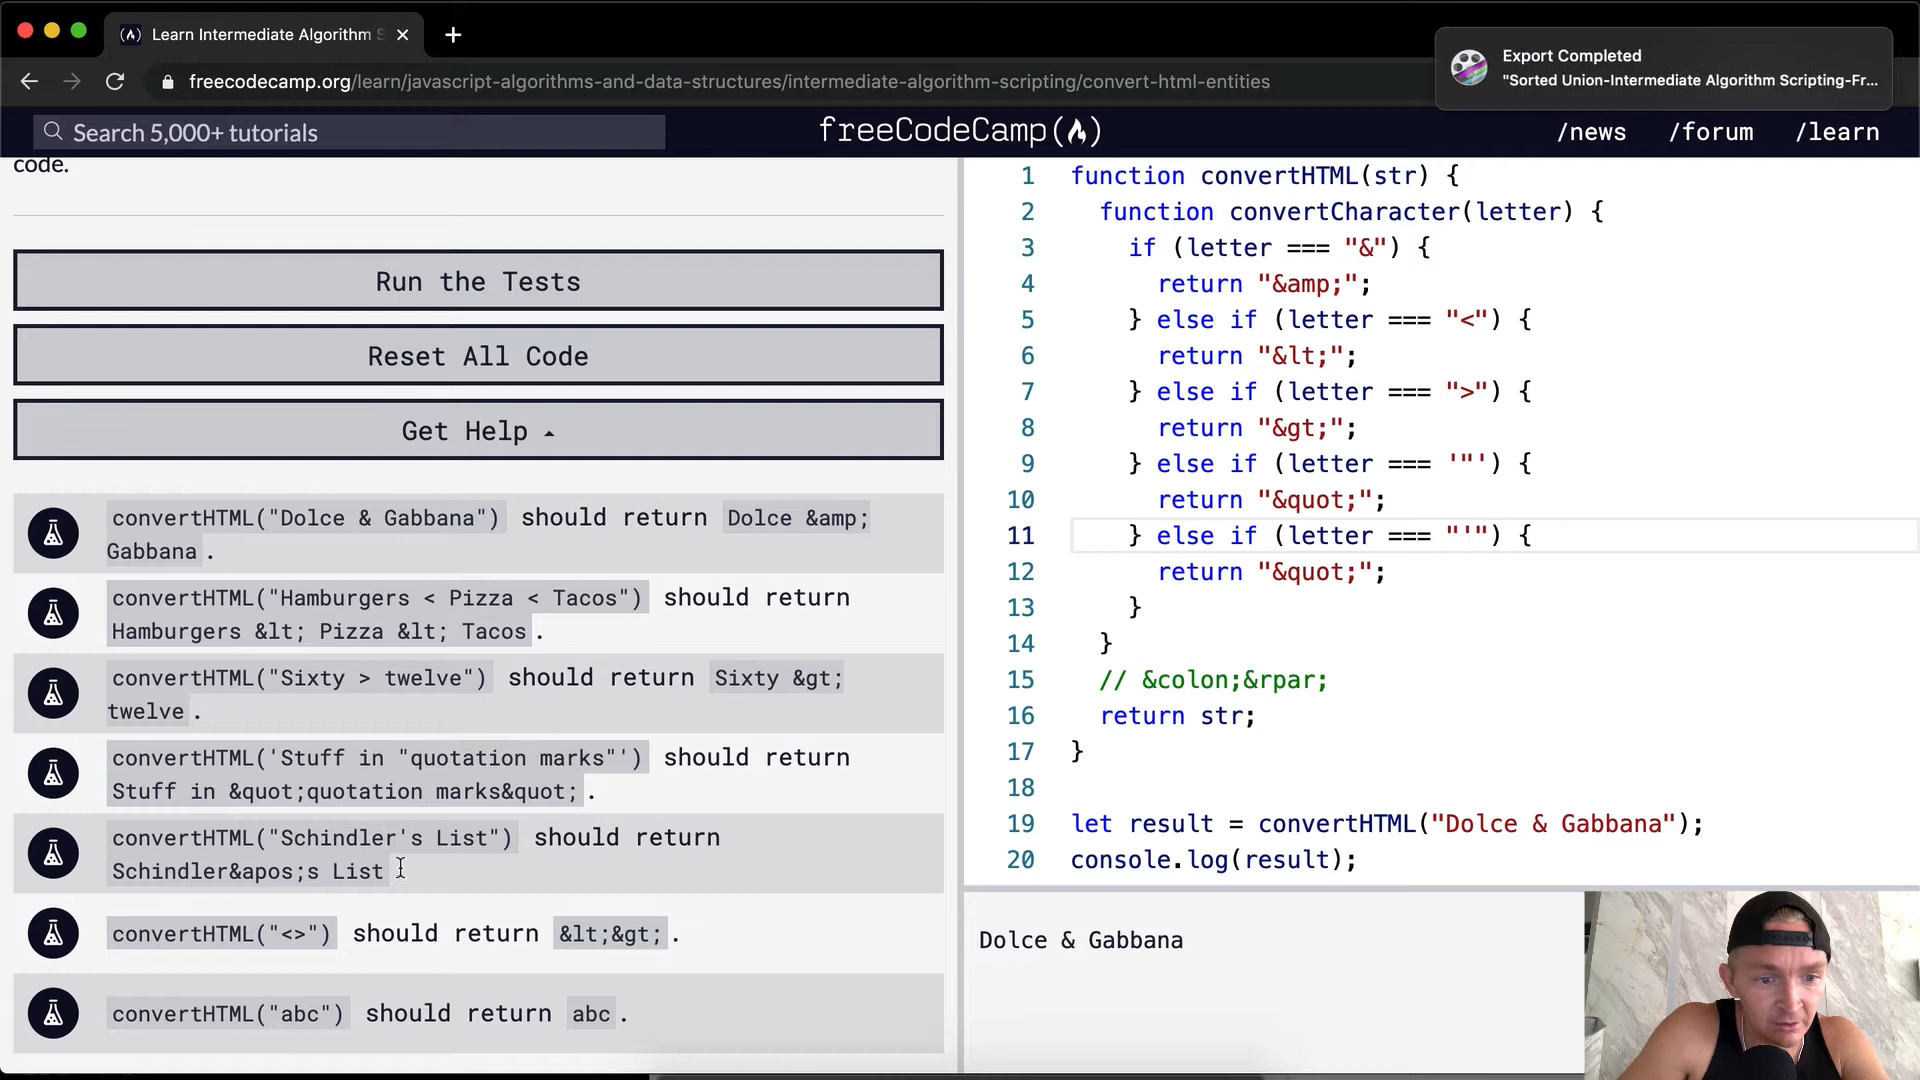 Learn Intermediate Algorithm S
Export Completed
"Sorted Union-Intermediate Algorithm Scripting-Fr...
freecodecamp.org/learn/javascript-algorithms-and-data-structures/intermediate-algorithm-scripting/convert-html-entities
Search 5,000+ tutorials
freeCodeCamp
/news
/forum
/learn
code.
Run the Tests
Reset All Code
Get Help
convertHTML("Dolce & Gabbana") should return Dolce &amp;
Gabbana .
convertHTML("Hamburgers < Pizza < Tacos") should return
Hamburgers &lt; Pizza &lt; Tacos .
convertHTML("Sixty > twelve") should return Sixty &gt;
twelve .
convertHTML('Stuff in "quotation marks"') should return
Stuff in &quot;quotation marks&quot; .
convertHTML("Schindler's List") should return
Schindler&apos;s List
convertHTML("<>") should return &lt;&gt; .
convertHTML("abc") should return abc .
1 function convertHTML(str) {
2 function convertCharacter(letter) {
3 if (letter === "&") {
4 return "&amp;";
5 } else if (letter === "<") {
6 return "&lt;";
7 } else if (letter === ">") {
8 return "&gt;";
9 } else if (letter === '"') {
10 return "&quot;";
11 } else if (letter === "'") {
12 return "&quot;";
13 }
14 }
15 // &colon;&rpar;
16 return str;
17 }
18
19 let result = convertHTML("Dolce & Gabbana");
20 console.log(result);
Dolce & Gabbana